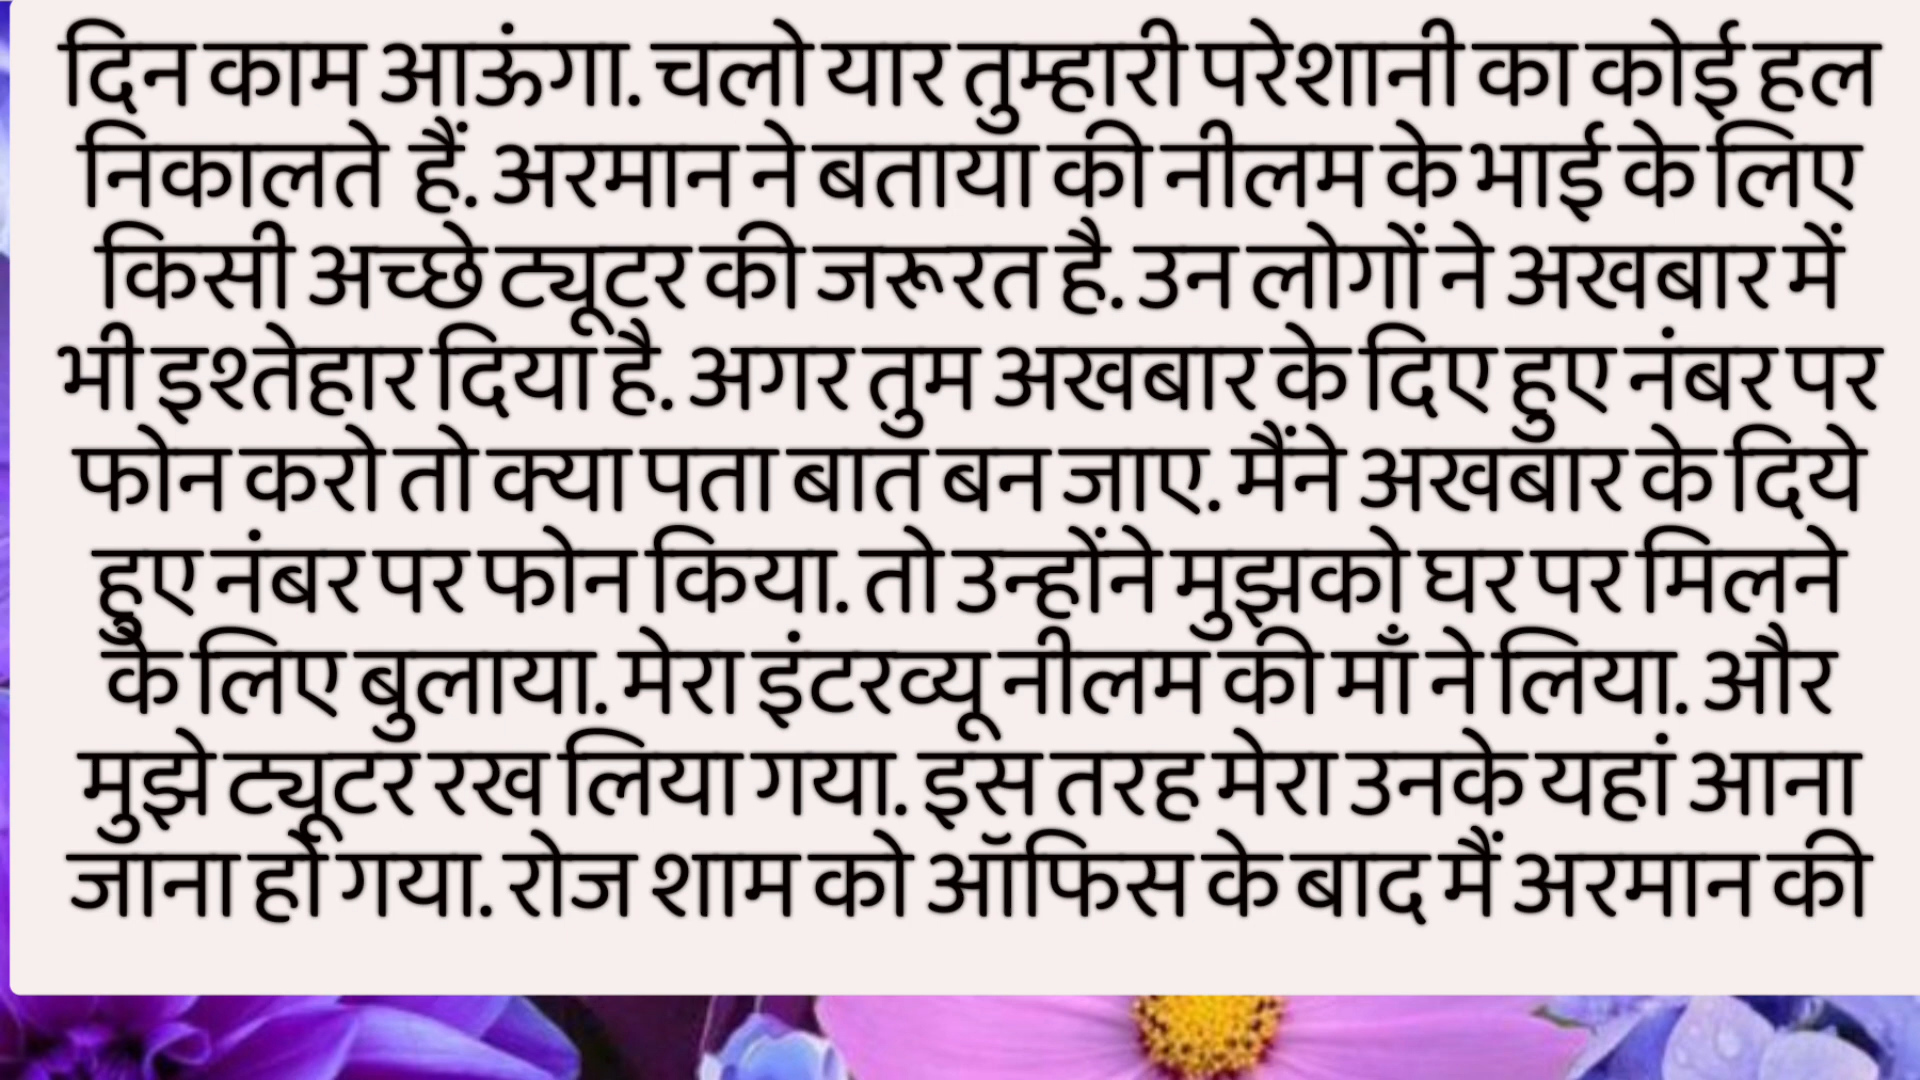 दिन काम आऊंगा. चलो यार तुम्हारी परेशानी का कोई हल
निकालते हैं. अरमान ने बताया की नीलम के भाई के लिए
किसी अच्छे ट्यूटर की जरूरत है. उन लोगों ने अखबार में
भी इश्तेहार दिया है. अगर तुम अखबार के दिए हुए नंबर पर
फोन करो तो क्या पता बात बन जाए. मैंने अखबार के दिये
हुए नंबर पर फोन किया. तो उन्होंने मुझको घर पर मिलने
के लिए बुलाया. मेरा इंटरव्यू नीलम की माँ ने लिया. और
मुझे ट्यूटर रख लिया गया. इस तरह मेरा उनके यहां आना
जाना हो गया. रोज शाम को ऑफिस के बाद मैं अरमान की